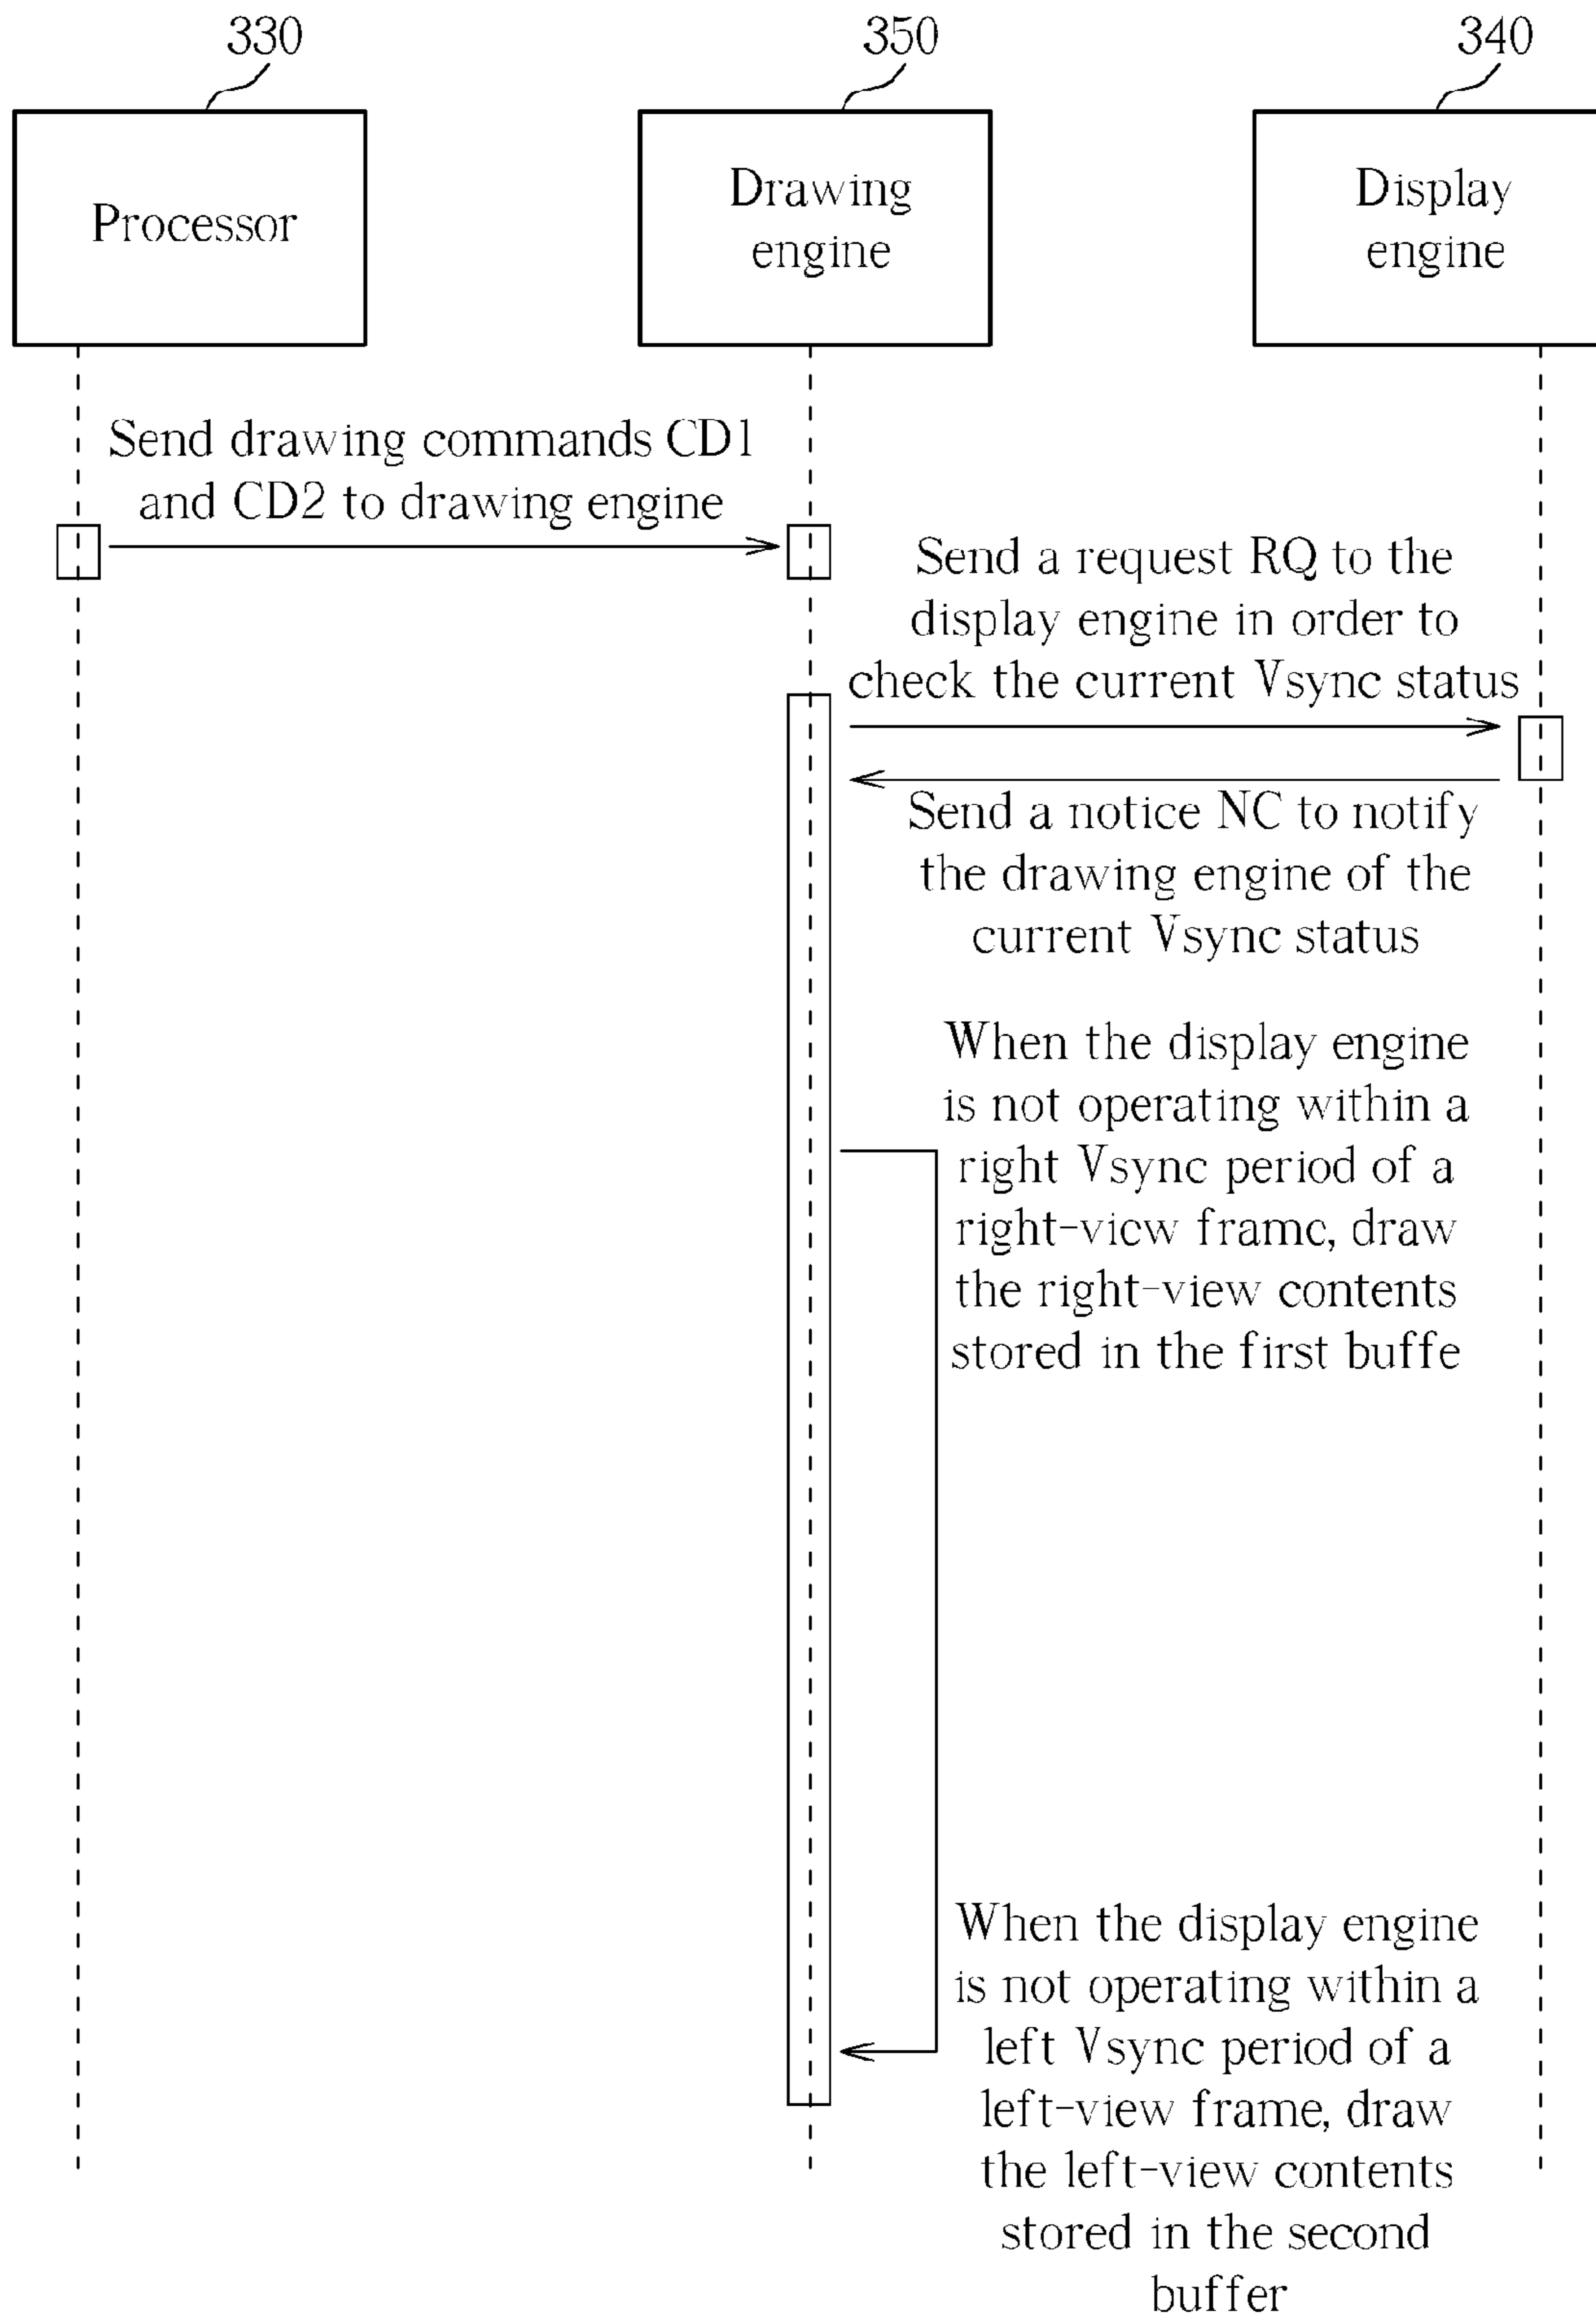 330
350
340
Processor
Drawing
engine
Display
engine
Send drawing commands CD1
and CD2 to drawing engine
Send a request RQ to the
display engine in order to
check the current Vsync status
Send a notice NC to notify
the drawing engine of the
current Vsync status
When the display engine
is not operating within a
right Vsync period of a
right-view frame, draw
the right-view contents
stored in the first buffe
When the display engine
is not operating within a
left Vsync period of a
left-view frame, draw
the left-view contents
stored in the second
buffer